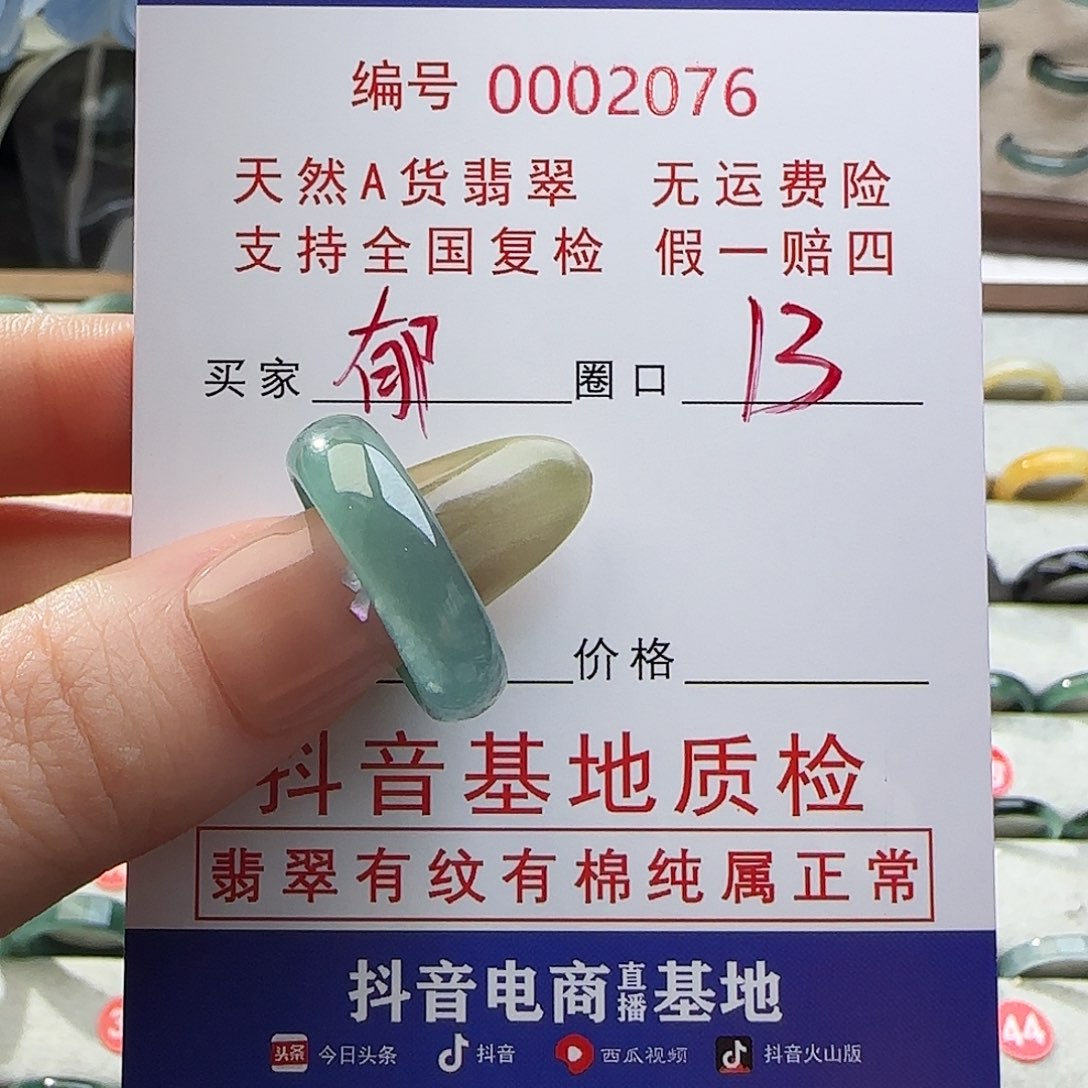 编号 0002076
天然A货翡翠 无运费险
支持全国复检 假一赔四
买家 郁 圈口 13
价格
抖音基地质检
翡翠有纹有棉纯属正常
抖音电商直播基地
头条 今日头条 抖音 西瓜视频 抖音火山版
44